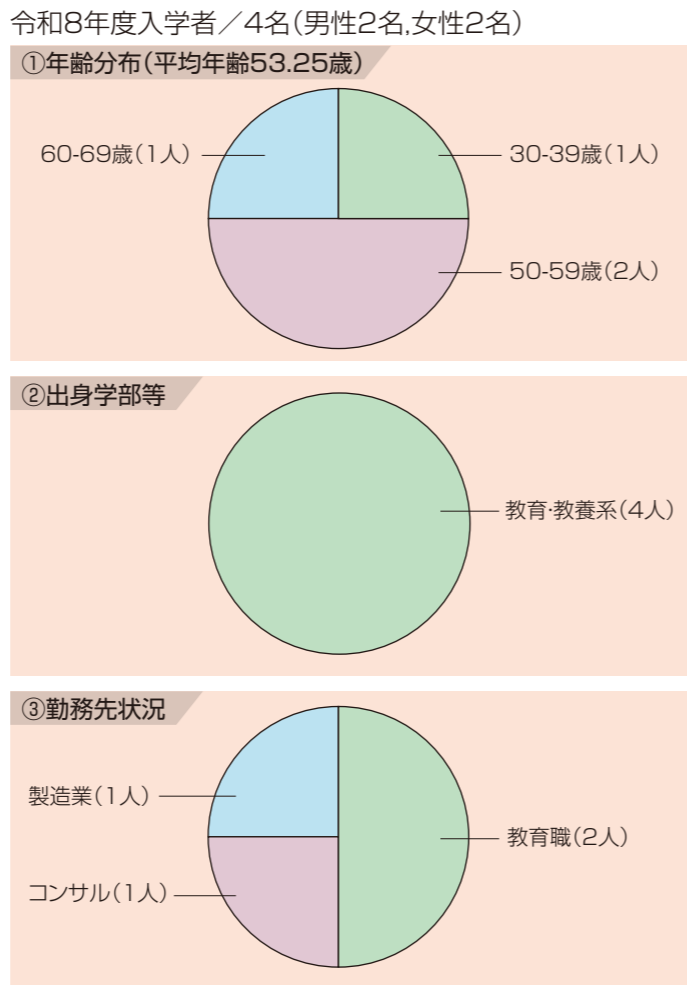 令和8年度入学者／4名(男性2名,女性2名)
①年齢分布(平均年齢53.25歳)
60-69歳(1人)
30-39歳(1人)
50-59歳(2人)
②出身学部等
教育·教養系(4人)
③勤務先状況
製造業(1人)
教育職(2人)
コンサル(1人)